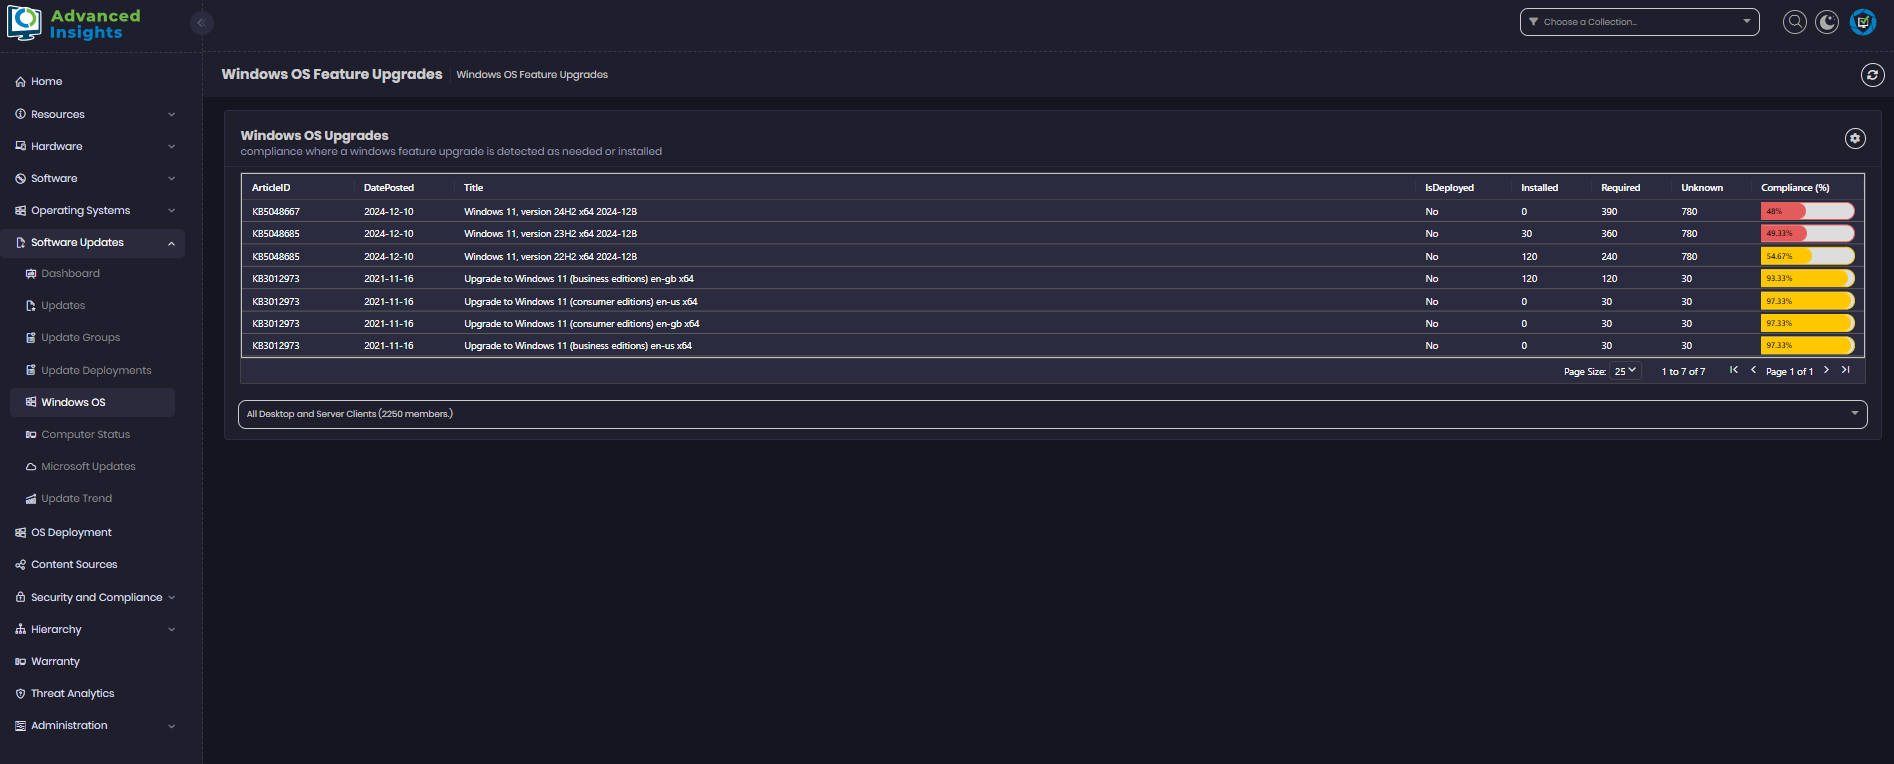 Advanced
Insights
Choose a Collection...
Home
Resources
Hardware
Software
Operating Systems
Software Updates
Dashboard
Updates
Update Groups
Update Deployments
Windows OS
Computer Status
Microsoft Updates
Update Trend
OS Deployment
Content Sources
Security and Compliance
Hierarchy
Warranty
Threat Analytics
Administration
Windows OS Feature Upgrades Windows OS Feature Upgrades
Windows OS Upgrades
compliance where a windows feature upgrade is detected as needed or installed
ArticleID DatePosted Title IsDeployed Installed Required Unknown Compliance (%)
KB5048667 2024-12-10 Windows 11, version 24H2 x64 2024-12B No 0 390 780 48%
KB5048685 2024-12-10 Windows 11, version 23H2 x64 2024-12B No 30 360 780 49.33%
KB5048685 2024-12-10 Windows 11, version 22H2 x64 2024-12B No 120 240 780 54.67%
KB3012973 2021-11-16 Upgrade to Windows 11 (business editions) en-gb x64 No 120 120 30 93.33%
KB3012973 2021-11-16 Upgrade to Windows 11 (consumer editions) en-us x64 No 0 30 30 97.33%
KB3012973 2021-11-16 Upgrade to Windows 11 (consumer editions) en-gb x64 No 0 30 30 97.33%
KB3012973 2021-11-16 Upgrade to Windows 11 (business editions) en-us x64 No 0 30 30 97.33%
Page Size: 25 1 to 7 of 7 Page 1 of 1
All Desktop and Server Clients (2250 members.)